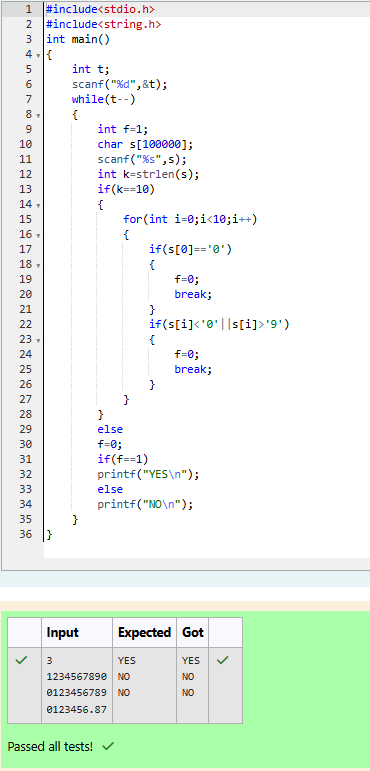 1 #include<stdio.h>
2 #include<string.h>
3 int main()
4 {
5     int t;
6     scanf("%d",&t);
7     while(t--)
8     {
9         int f=1;
10         char s[100000];
11         scanf("%s",s);
12         int k=strlen(s);
13         if(k==10)
14         {
15             for(int i=0;i<10;i++)
16             {
17                 if(s[0]=='0')
18                 {
19                     f=0;
20                     break;
21                 }
22                 if(s[i]<'0'||s[i]>'9')
23                 {
24                     f=0;
25                     break;
26                 }
27             }
28         }
29         else
30         f=0;
31         if(f==1)
32         printf("YES\n");
33         else
34         printf("NO\n");
35     }
36 }
Input Expected Got
3 YES YES
1234567890 NO NO
0123456789 NO NO
0123456.87
Passed all tests!